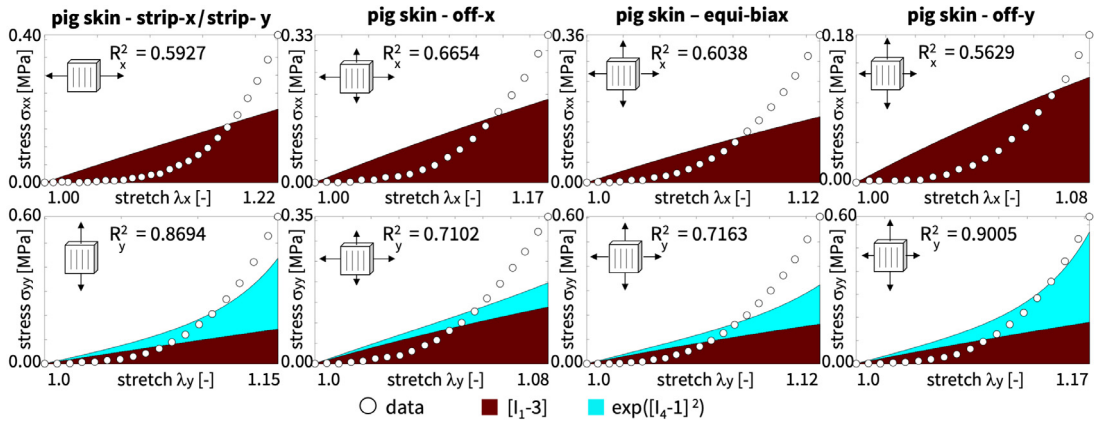 pig skin - strip-x/strip- y
pig skin - off-x
pig skin – equi-biax
pig skin - off-y
0.40
R²x = 0.5927
stress σxx [MPa]
0.00
1.00
stretch λx [-]
1.22
0.33
R²x = 0.6654
stress σxx [MPa]
0.00
1.00
stretch λx [-]
1.17
0.36
R²x = 0.6038
stress σxx [MPa]
0.00
1.0
stretch λx [-]
1.12
0.18
R²x = 0.5629
stress σxx [MPa]
0.00
1.00
stretch λx [-]
1.08
0.60
R²y = 0.8694
stress σyy [MPa]
0.00
1.0
stretch λy [-]
1.15
0.35
R²y = 0.7102
stress σyy [MPa]
0.00
1.0
stretch λy [-]
1.08
0.60
R²y = 0.7163
stress σyy [MPa]
0.00
1.0
stretch λy [-]
1.12
0.60
R²y = 0.9005
stress σyy [MPa]
0.00
1.0
stretch λy [-]
1.17
data
[I₁-3]
exp([I₄-1]²)